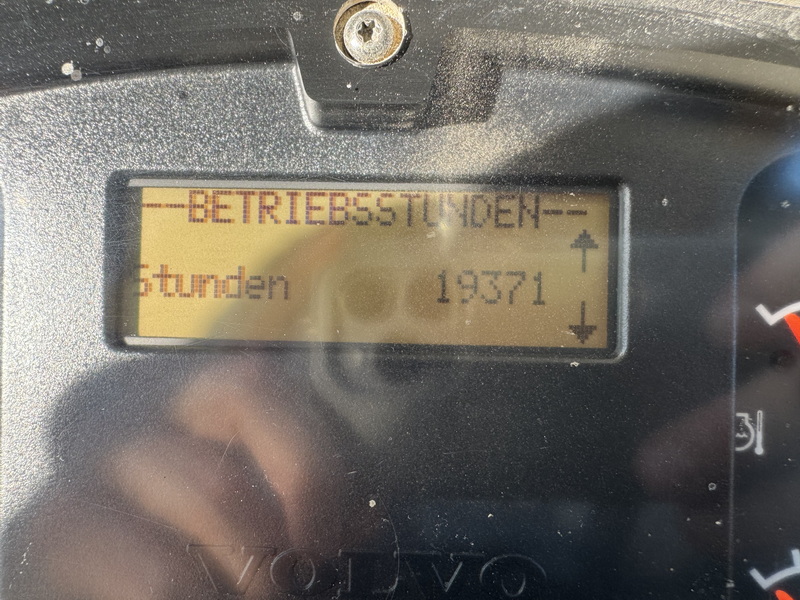 --BETRIEBSSTUNDEN--
Stunden 19371
VOLVO